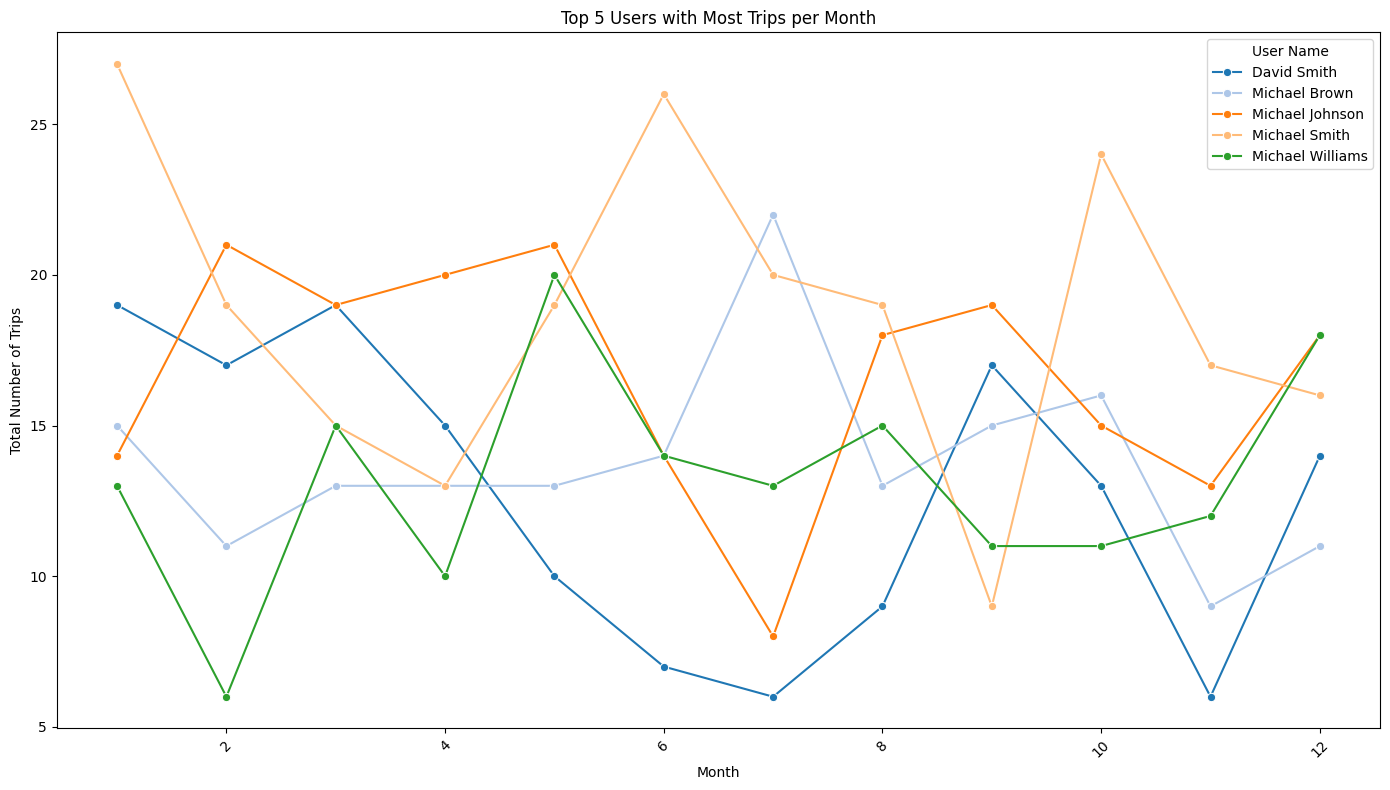 Top 5 Users with Most Trips per Month
Total Number of Trips
25
20
15
10
5
User Name
David Smith
Michael Brown
Michael Johnson
Michael Smith
Michael Williams
2
4
6
8
10
12
Month